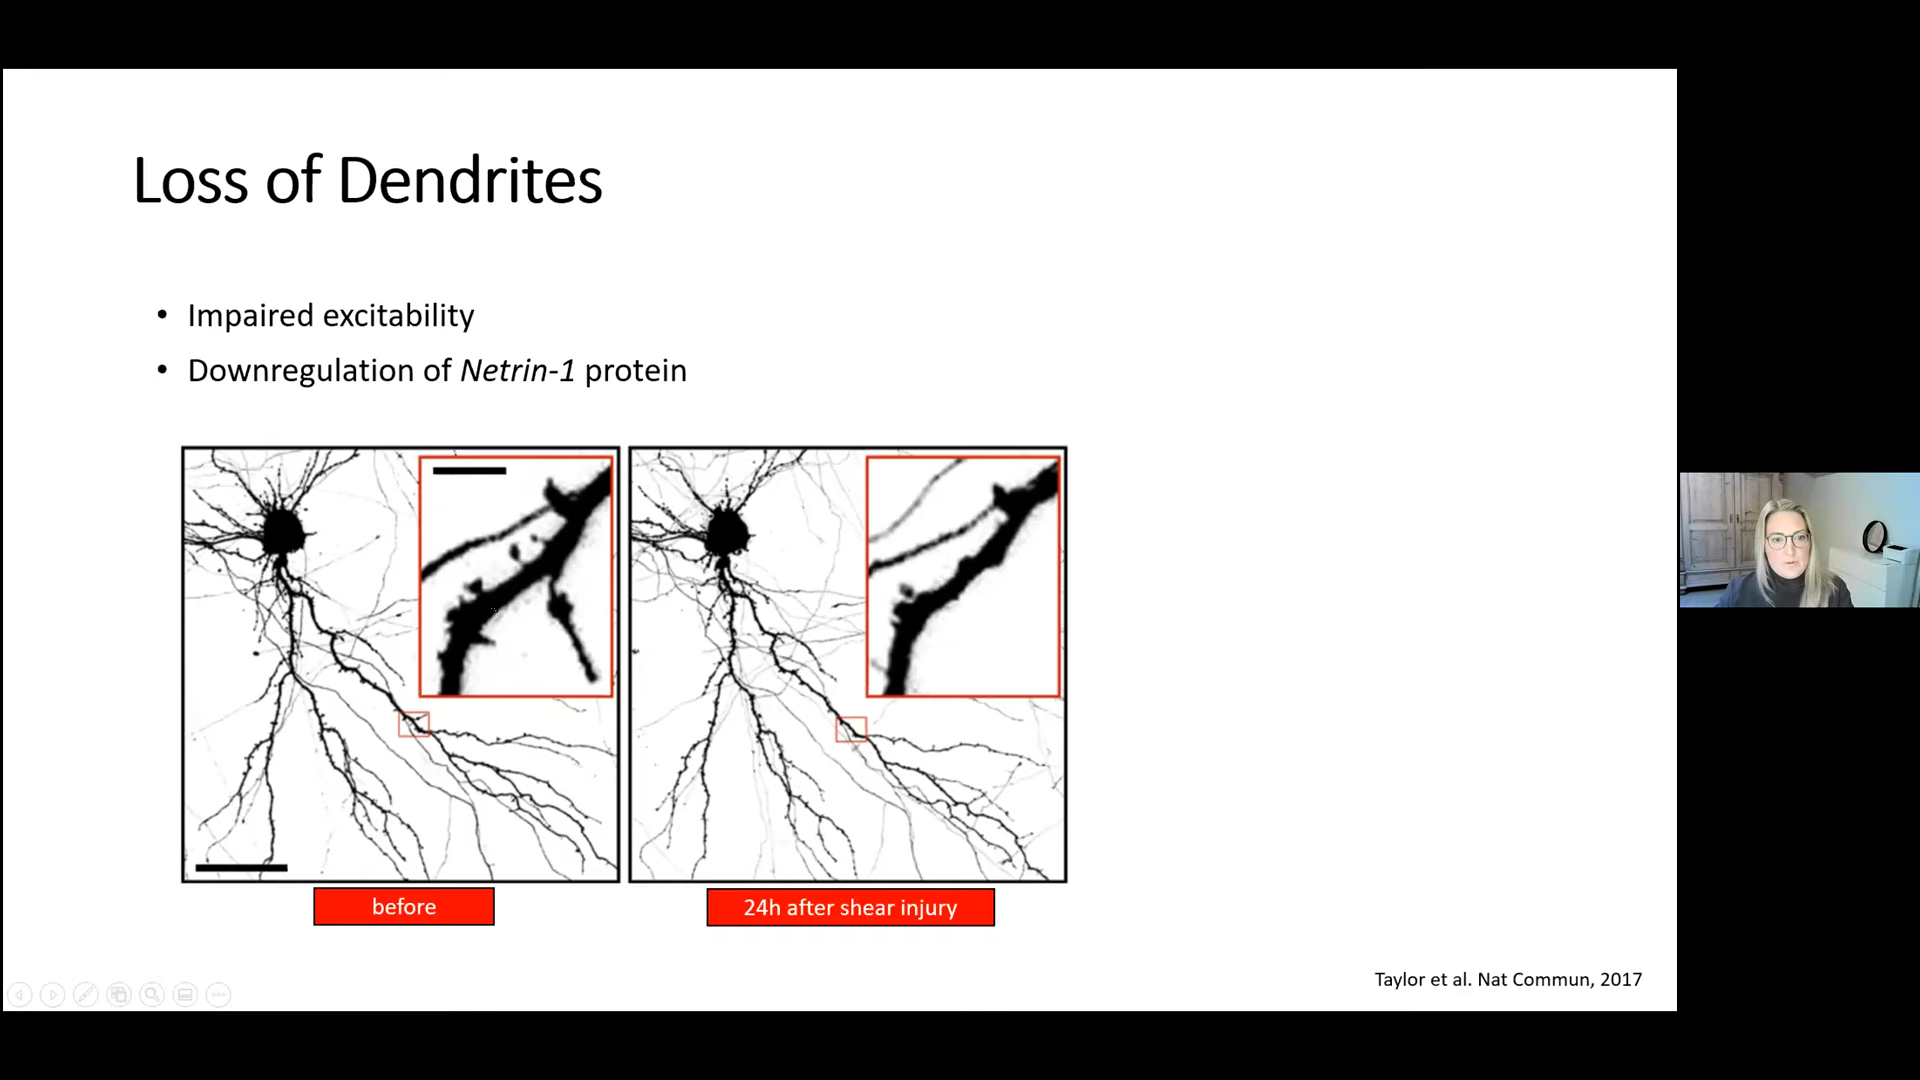 Loss of Dendrites
• Impaired excitability
• Downregulation of Netrin-1 protein
before
24h after shear injury
Taylor et al. Nat Commun, 2017